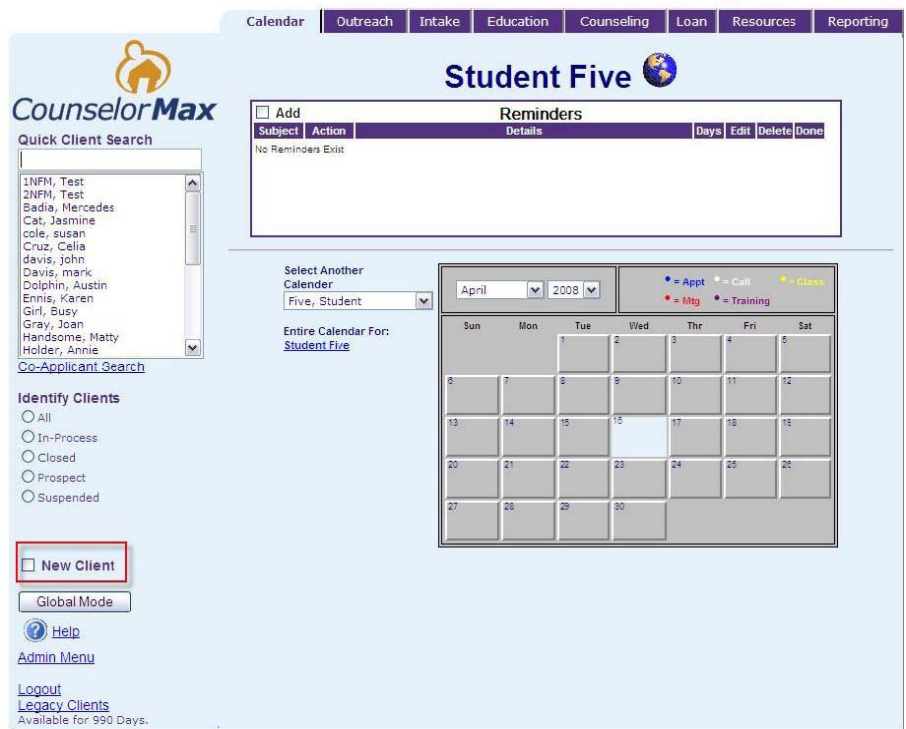 Calendar Outreach Intake Education Counseling Loan Resources Reporting
CounselorMax
Quick Client Search
1NFM, Test
2NFM, Test
Badia, Mercedes
Cat, Jasmine
cole, susan
Cruz, Celia
davis, john
Davis, mark
Dolphin, Austin
Ennis, Karen
Girl, Busy
Gray, Joan
Handsome, Matty
Holder, Annie
Co-Applicant Search
Identify Clients
All
In-Process
Closed
Prospect
Suspended
New Client
Global Mode
Help
Admin Menu
Logout
Legacy Clients
Available for 990 Days.
Student Five
Add Reminders
Subject Action Details Days Edit Delete Done
No Reminders Exist
Select Another
Calender
Five, Student
Entire Calendar For:
Student Five
April 2008
= Appt = Call = Class
= Mtg = Training
Sun Mon Tue Wed Thr Fri Sat
1 2 3 4 5
6 7 8 9 10 11 12
13 14 15 16 17 18 19
20 21 22 23 24 25 26
27 28 29 30